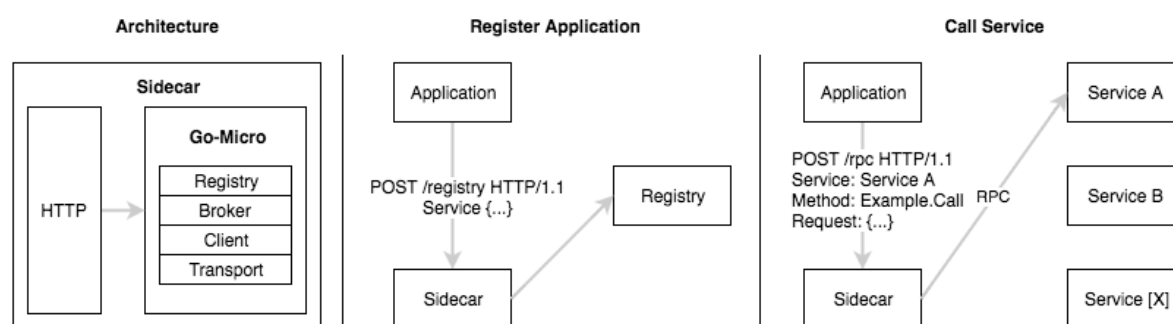 Architecture
Sidecar
HTTP
Go-Micro
Registry
Broker
Client
Transport
Register Application
Application
POST /registry HTTP/1.1
Service {...}
Registry
Sidecar
Call Service
Application
POST /rpc HTTP/1.1
Service: Service A
Method: Example.Call
Request: {...}
RPC
Sidecar
Service A
Service B
Service [X]